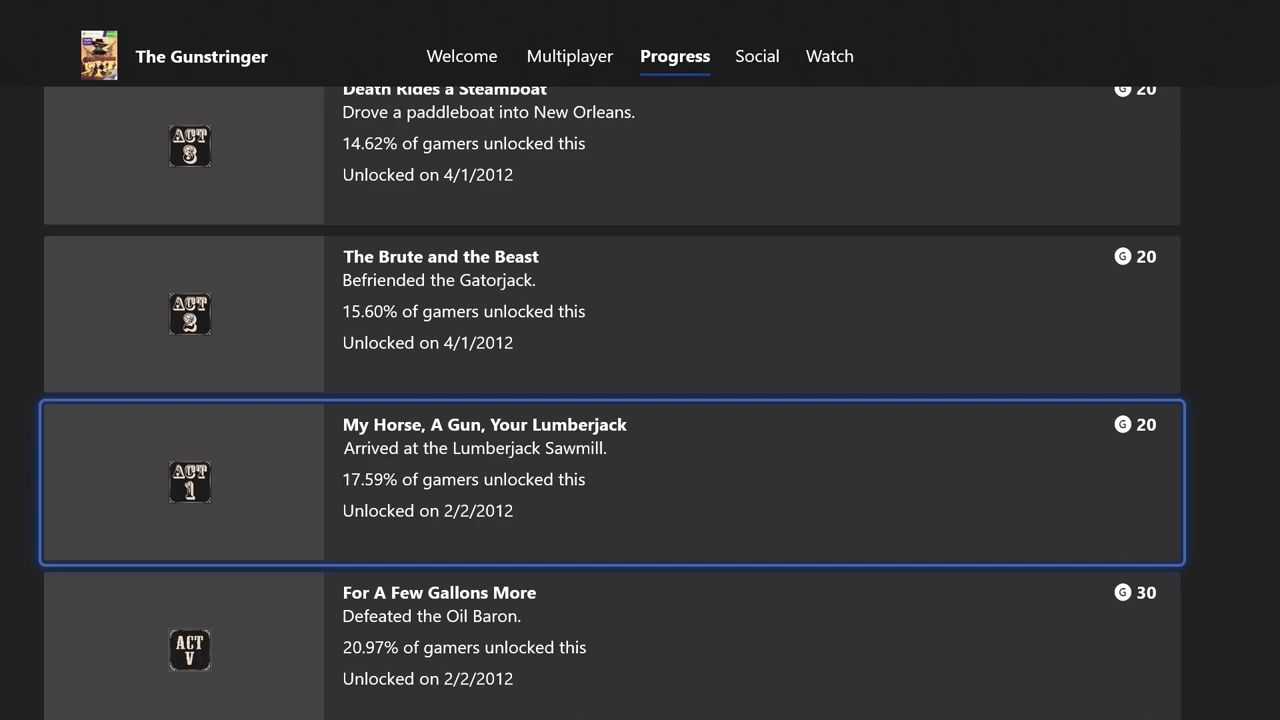 The Gunstringer
Welcome Multiplayer Progress Social Watch
Death Rides a Steamboat
G 20
Drove a paddleboat into New Orleans.
14.62% of gamers unlocked this
Unlocked on 4/1/2012
ACT
3
The Brute and the Beast
G 20
Befriended the Gatorjack.
15.60% of gamers unlocked this
Unlocked on 4/1/2012
ACT
2
My Horse, A Gun, Your Lumberjack
G 20
Arrived at the Lumberjack Sawmill.
17.59% of gamers unlocked this
Unlocked on 2/2/2012
ACT
1
For A Few Gallons More
G 30
Defeated the Oil Baron.
20.97% of gamers unlocked this
Unlocked on 2/2/2012
ACT
V